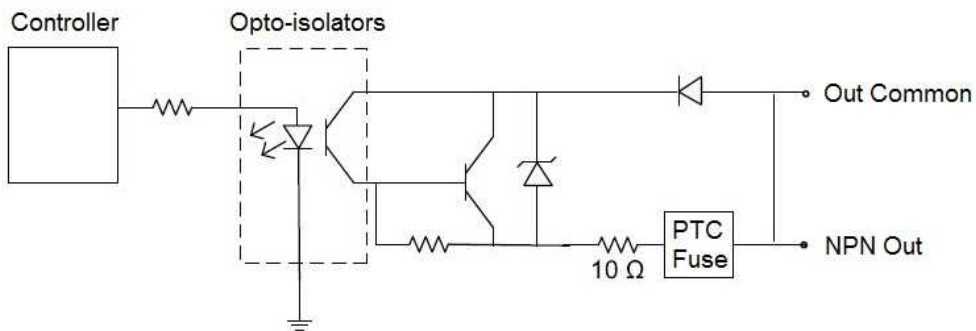 Controller
Opto-isolators
Out Common
PTC
Fuse
NPN Out
10 Ω